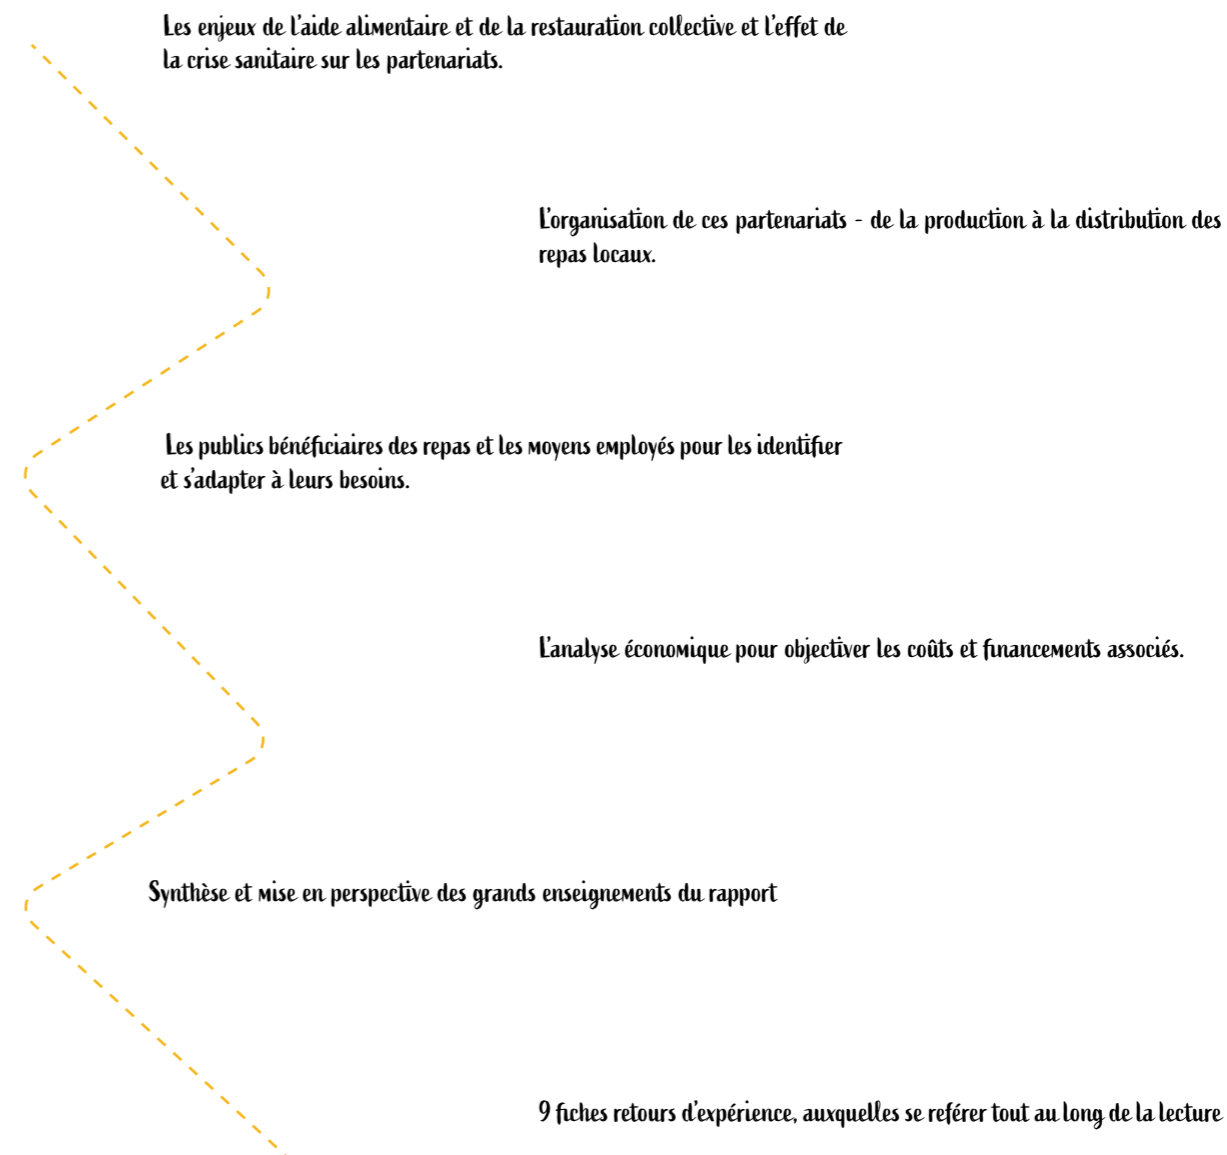 Les enjeux de l'aide alimentaire et de la restauration collective et l'effet de
la crise sanitaire sur les partenariats.
L'organisation de ces partenariats - de la production à la distribution des
repas locaux.
Les publics bénéficiaires des repas et les moyens employés pour les identifier
et s'adapter à leurs besoins.
L'analyse économique pour objectiver les coûts et financements associés.
Synthèse et mise en perspective des grands enseignements du rapport
9 fiches retours d'expérience, auxquelles se reférer tout au long de la lecture